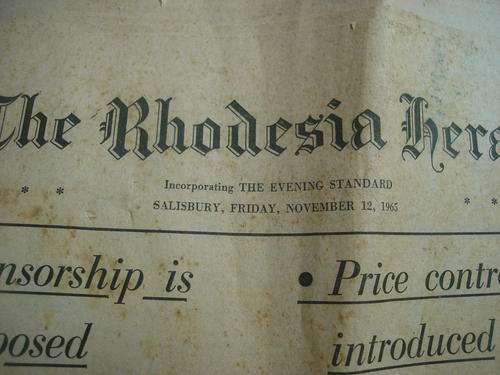 The Rhodesia Hera
* * Incorporating THE EVENING STANDARD
SALISBURY, FRIDAY, NOVEMBER 12, 1965 * *
nsorship is
posed
• Price contr
introduced